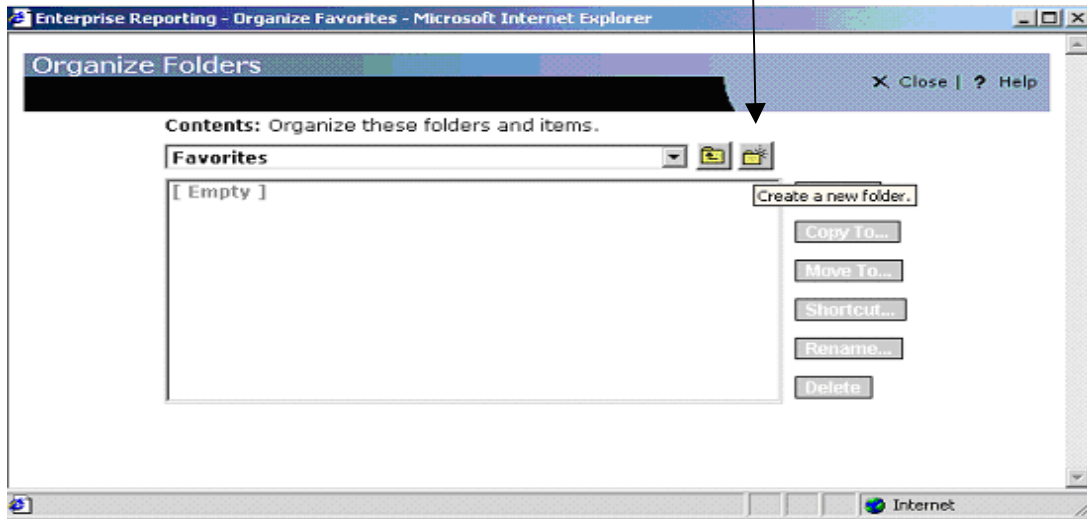 Enterprise Reporting - Organize Favorites - Microsoft Internet Explorer
Organize Folders
X Close | ? Help
Contents: Organize these folders and items.
Favorites
[ Empty ]
Create a new folder.
Copy To...
Move To...
Shortcut...
Rename...
Delete
Internet